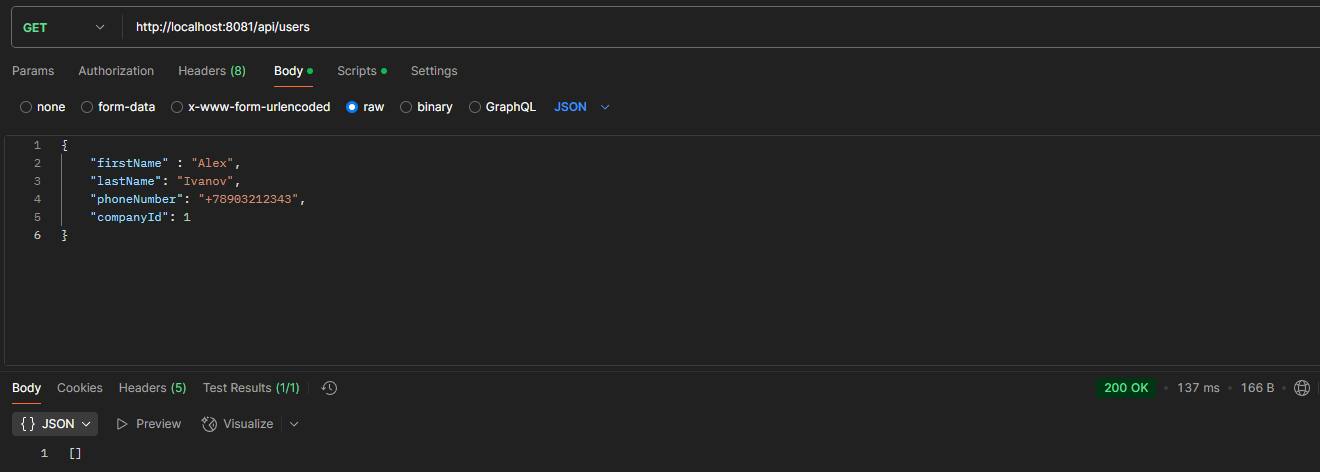 GET http://localhost:8081/api/users
Params Authorization Headers (8) Body Scripts Settings
none form-data x-www-form-urlencoded raw binary GraphQL JSON
1 {
2 "firstName" : "Alex",
3 "lastName": "Ivanov",
4 "phoneNumber": "+78903212343",
5 "companyId": 1
6 }
Body Cookies Headers (5) Test Results (1/1) 200 OK • 137 ms • 166 B •
{} JSON Preview Visualize
1 []